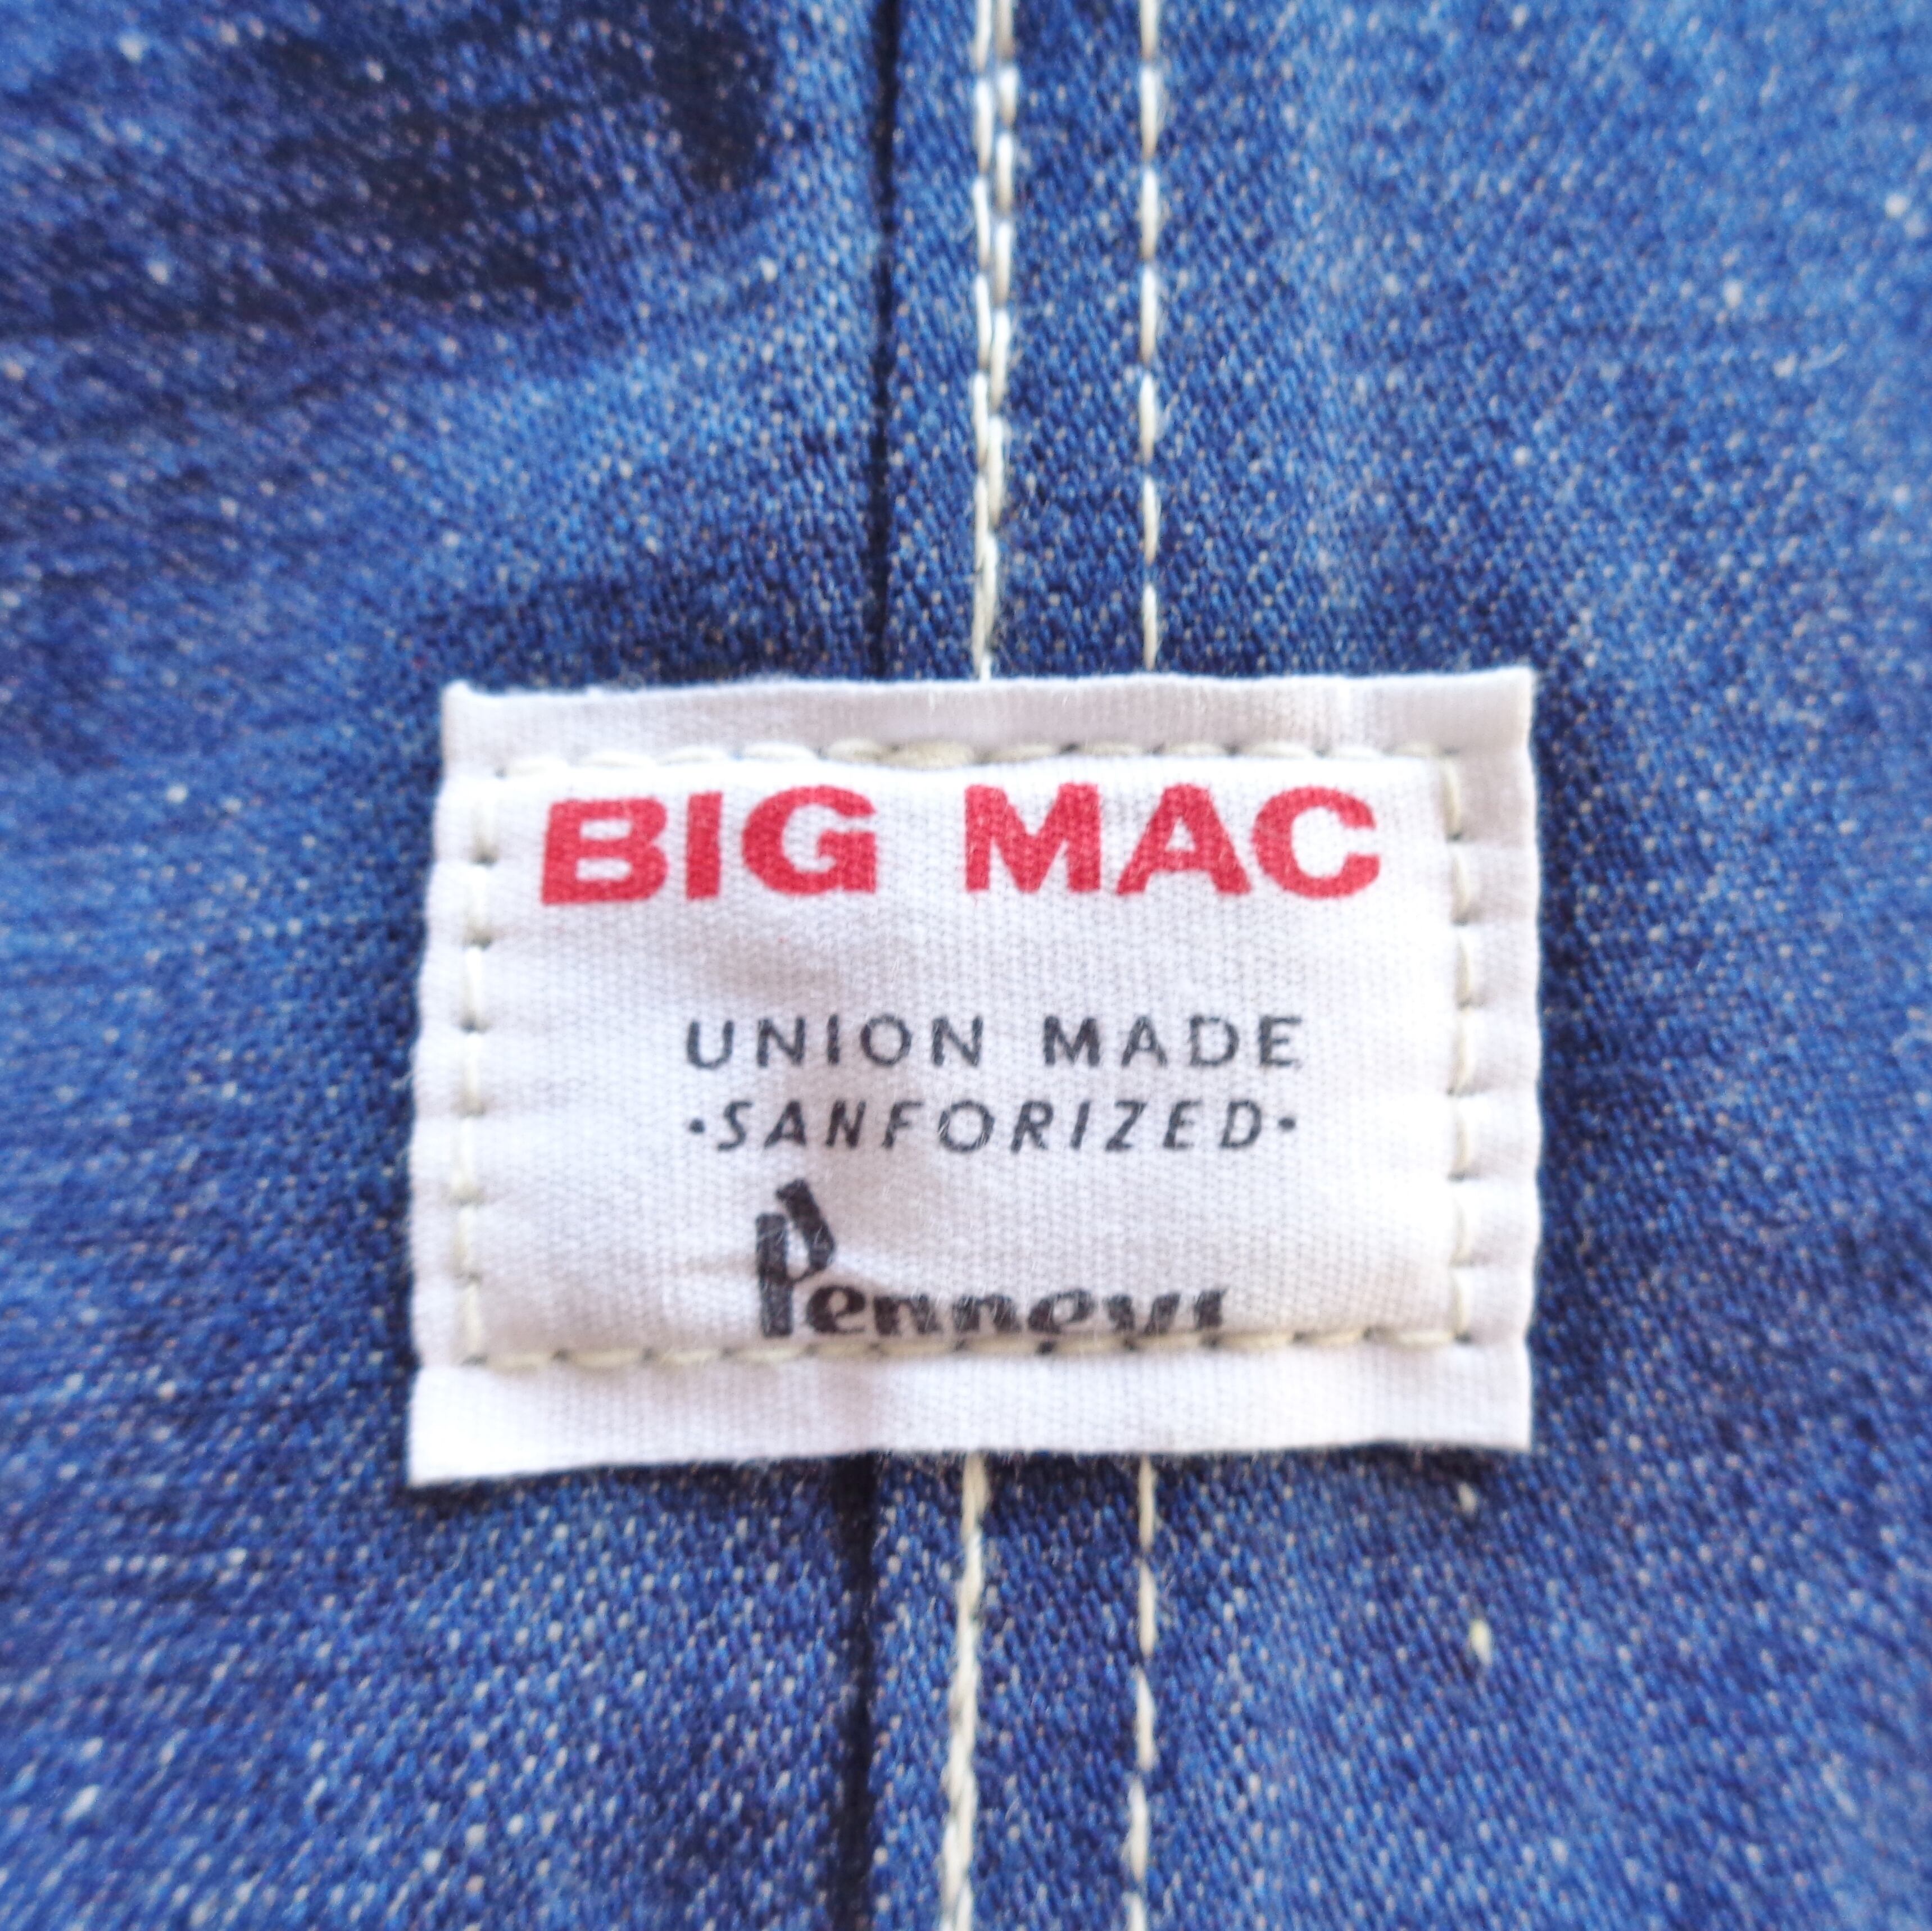 BIG MAC
UNION MADE
·SANFORIZED·
Penneys